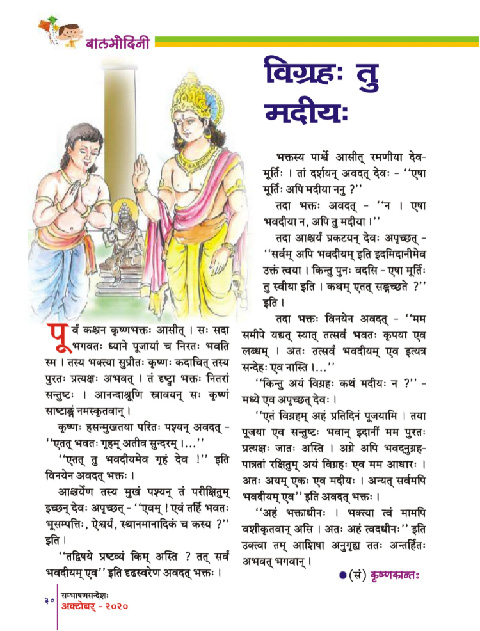 बालमोदिनी
विग्रहः तु
मदीयः
पूर्वं कश्चन कृष्णभक्तः आसीत् । सः सदा
भगवतः ध्याने पूजायां च निरतः भवति
स्म । तस्य भक्त्या सुप्रीतः कृष्णः कदाचित् तस्य
पुरतः प्रत्यक्षः अभवत् । तं दृष्ट्वा भक्तः नितरां
सन्तुष्टः । आनन्दाश्रूणि स्रावयन् सः कृष्णं
साष्टाङ्गं नमस्कृतवान् ।
कृष्णः हसन्मुखतया परितः पश्यन् अवदत् -
‘‘एतत् भवतः गृहम् अतीव सुन्दरम् ।...’’
‘‘एतत् तु भवदीयमेव गृहं देव !’’ इति
विनयेन अवदत् भक्तः ।
आश्चर्येण तस्य मुखं पश्यन् तं परीक्षितुम्
इच्छन् देवः अपृच्छत् - ‘‘एवम् ! एवं तर्हि भवतः
भूसम्पत्तिः, ऐश्वर्यं, स्थानमानादिकं च कस्य ?’’
इति ।
‘‘तद्विषये प्रष्टव्यं किम् अस्ति ? तत् सर्वं
भवदीयम् एव’’ इति दृढस्वरेण अवदत् भक्तः ।
भक्तस्य पार्श्वे आसीत् रमणीया देव-
मूर्तिः । तां दर्शयन् अवदत् देवः - ‘‘एषा
मूर्तिः अपि मदीया ननु ?’’
तदा भक्तः अवदत् - ‘‘न । एषा
भवदीया न, अपि तु मदीया ।’’
तदा आश्चर्यं प्रकटयन् देवः अपृच्छत् -
‘‘सर्वम् अपि भवदीयम् इति इदमिदानीमेव
उक्तं त्वया । किन्तु पुनः वदसि - एषा मूर्तिः
तु स्वीया इति । कथम् एतत् सङ्गच्छते ?’’
इति ।
तदा भक्तः विनयेन अवदत् - ‘‘मम
समीपे यद्यत् स्यात् तत्सर्वं भवतः कृपया एव
लब्धम् । अतः तत्सर्वं भवदीयम् एव इत्यत्र
सन्देहः एव नास्ति ।...’’
‘‘किन्तु अयं विग्रहः कथं मदीयः न ?’’ -
मध्ये एव अपृच्छत् देवः ।
‘‘एतं विग्रहम् अहं प्रतिदिनं पूजयामि । तया
पूजया एव सन्तुष्टः भवान् इदानीं मम पुरतः
प्रत्यक्षः जातः अस्ति । अग्रे अपि भवदनुग्रह-
पात्रतां रक्षितुम् अयं विग्रहः एव मम आधारः ।
अतः अयम् एकः एव मदीयः । अन्यत् सर्वमपि
भवदीयम् एव’’ इति अवदत् भक्तः ।
‘‘अहं भक्ताधीनः । भक्त्या त्वं मामपि
वशीकृतवान् असि । अतः अहं त्वदधीनः’’ इति
उक्त्वा तम् आशिषा अनुगृह्य ततः अन्तर्हितः
अभवत् भगवान् ।
●(सं) कृष्णकान्तः
३०
सम्भाषणसन्देशः
अक्टोबर् - २०२०